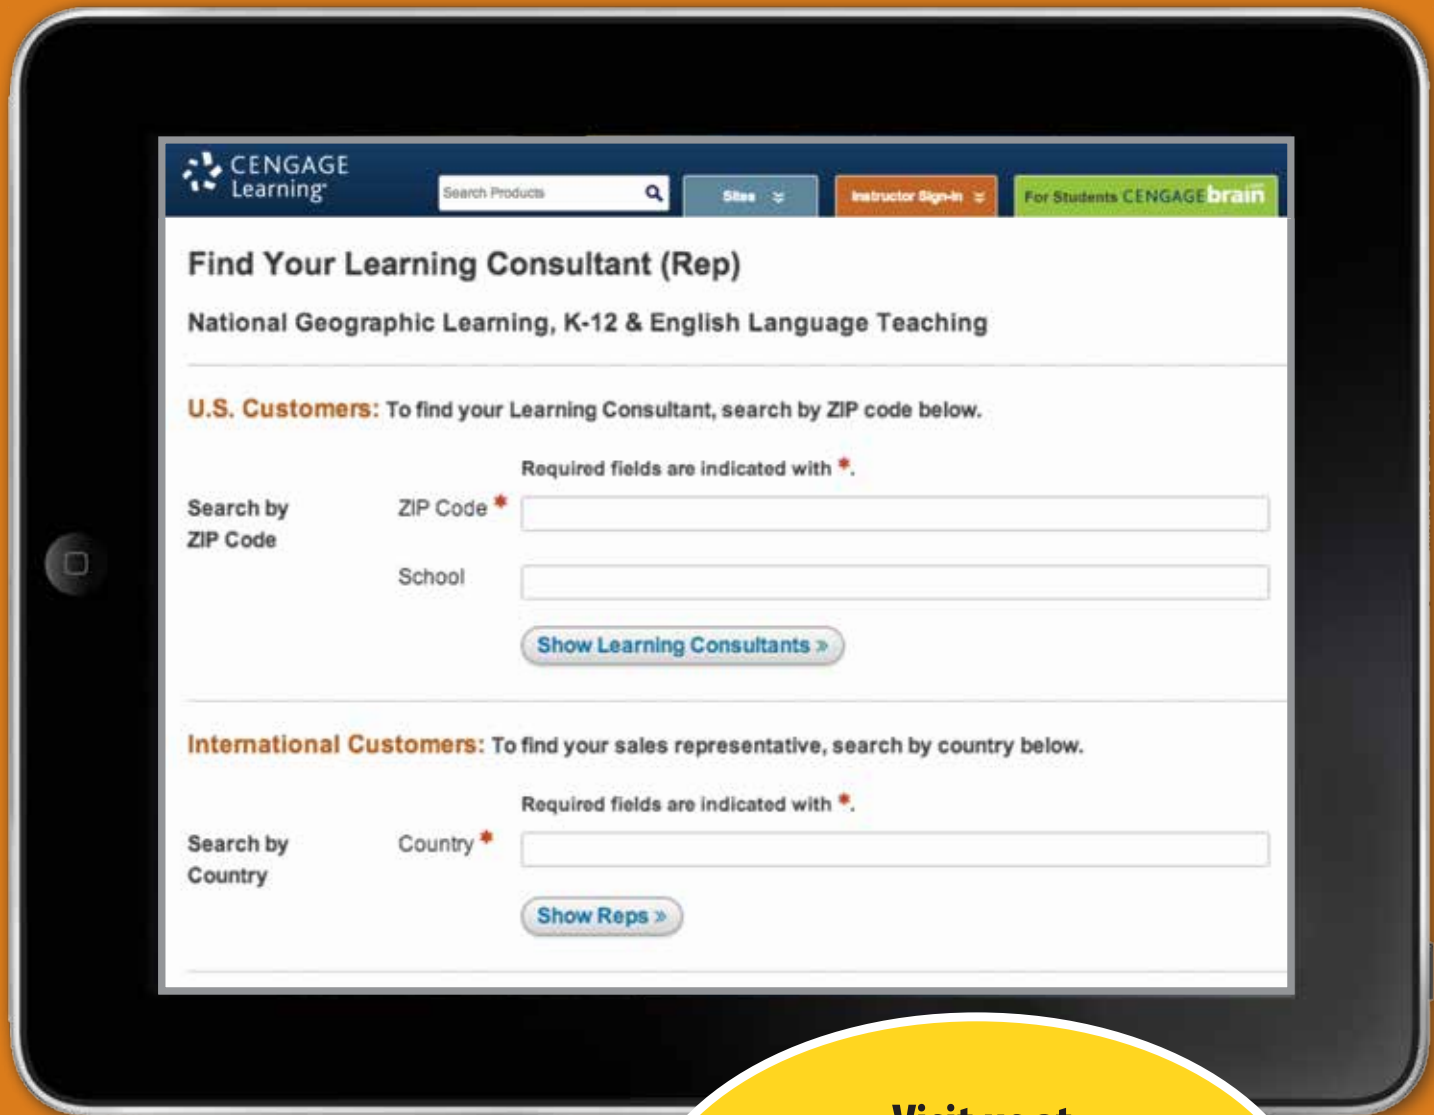 CENGAGE
Learning
Search Products
Sites
Instructor Sign-In
For Students CENGAGEbrain
Find Your Learning Consultant (Rep)
National Geographic Learning, K-12 & English Language Teaching
U.S. Customers: To find your Learning Consultant, search by ZIP code below.
Required fields are indicated with *.
Search by
ZIP Code
ZIP Code *
School
Show Learning Consultants »
International Customers: To find your sales representative, search by country below.
Required fields are indicated with *.
Search by
Country
Country *
Show Reps »
Visit us at